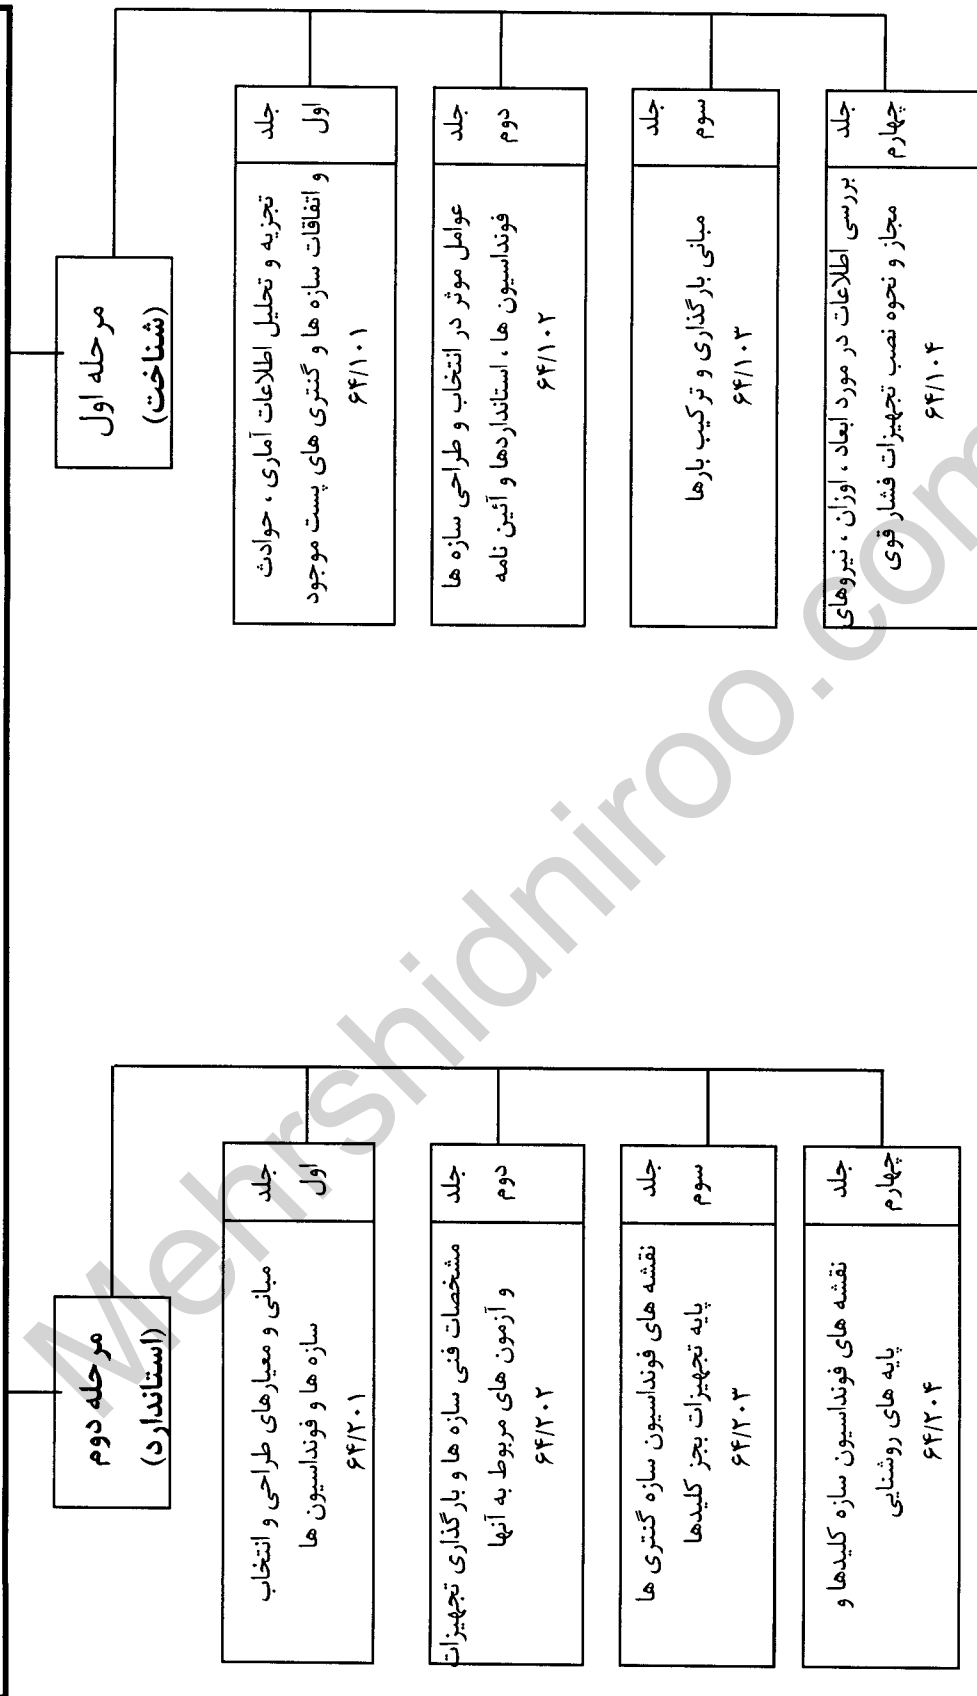 مرحله اول
(شناخت)
جلد
اول
تجزیه و تحلیل اطلاعات آماری ، حوادث
و اتفاقات سازه ها و گنتری های پست موجود
۶۴/۱۰۱
جلد
دوم
عوامل موثر در انتخاب و طراحی سازه ها
فونداسیون ها ، استانداردها و آئین نامه
۶۴/۱۰۲
جلد
سوم
مبانی بارگذاری و ترکیب بارها
۶۴/۱۰۳
جلد
چهارم
بررسی اطلاعات در مورد ابعاد ، اوزان ، نیروهای
مجاز و نحوه نصب تجهیزات فشار قوی
۶۴/۱۰۴
مرحله دوم
(استاندارد)
جلد
اول
مبانی و معیارهای طراحی و انتخاب
سازه ها و فونداسیون ها
۶۴/۲۰۱
جلد
دوم
مشخصات فنی سازه ها و بارگذاری تجهیزات
و آزمون های مربوط به آنها
۶۴/۲۰۲
جلد
سوم
نقشه های فونداسیون سازه گنتری ها
پایه تجهیزات بجز کلیدها
۶۴/۲۰۳
جلد
چهارم
نقشه های فونداسیون سازه کلیدها و
پایه های روشنایی
۶۴/۲۰۴
Mehrshidniroo.com